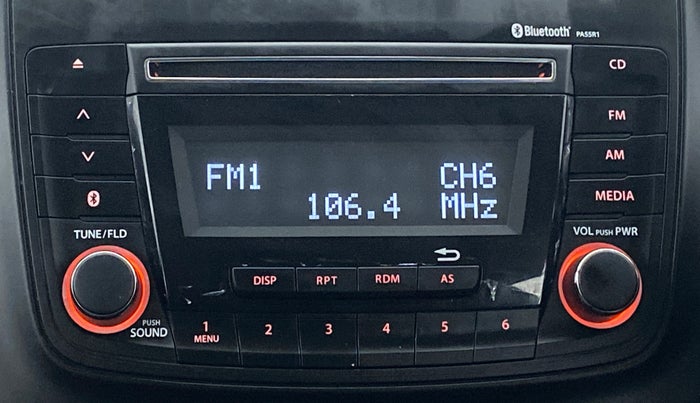 Bluetooth® PA55R1
CD
FM
AM
MEDIA
FM1 CH6
106.4 MHz
TUNE/FLD
VOL PUSH PWR
DISP RPT RDM AS
PUSH
SOUND
1 2 3 4 5 6
MENU